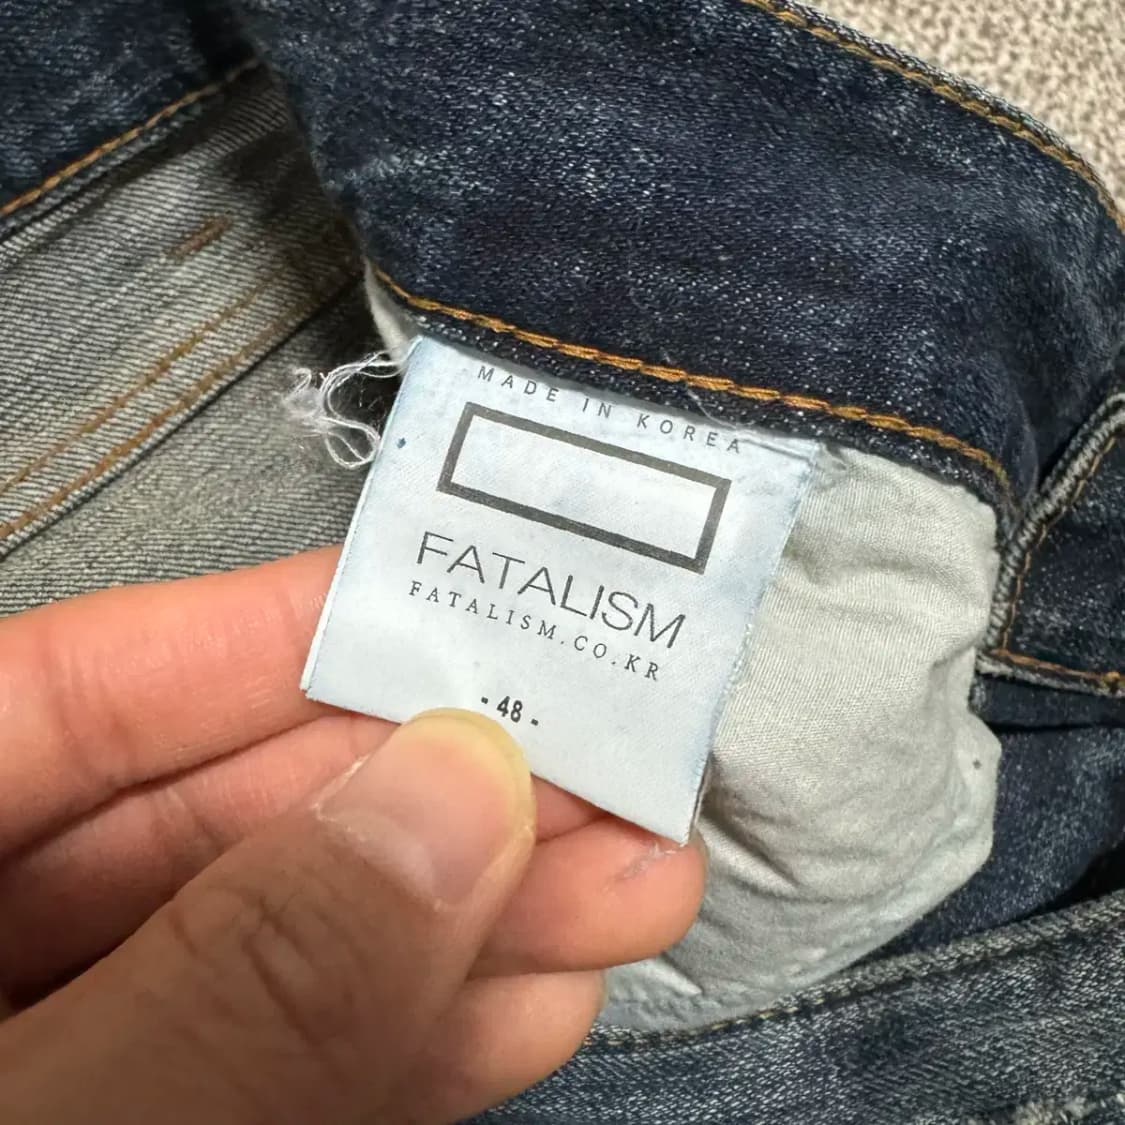 MADE IN KOREA
FATALISM
FATALISM.CO.KR
- 48 -